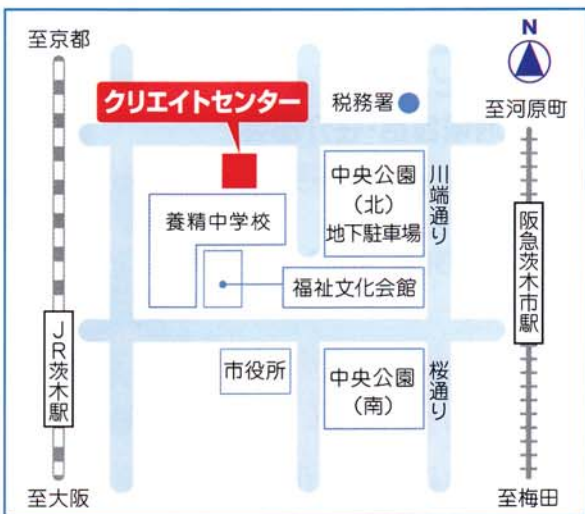 至京都
N
クリエイトセンター
税務署
至河原町
中央公園
（北）
地下駐車場
川端通り
養精中学校
阪急茨木市駅
福祉文化会館
JR茨木駅
市役所
中央公園
（南）
桜通り
至大阪
至梅田